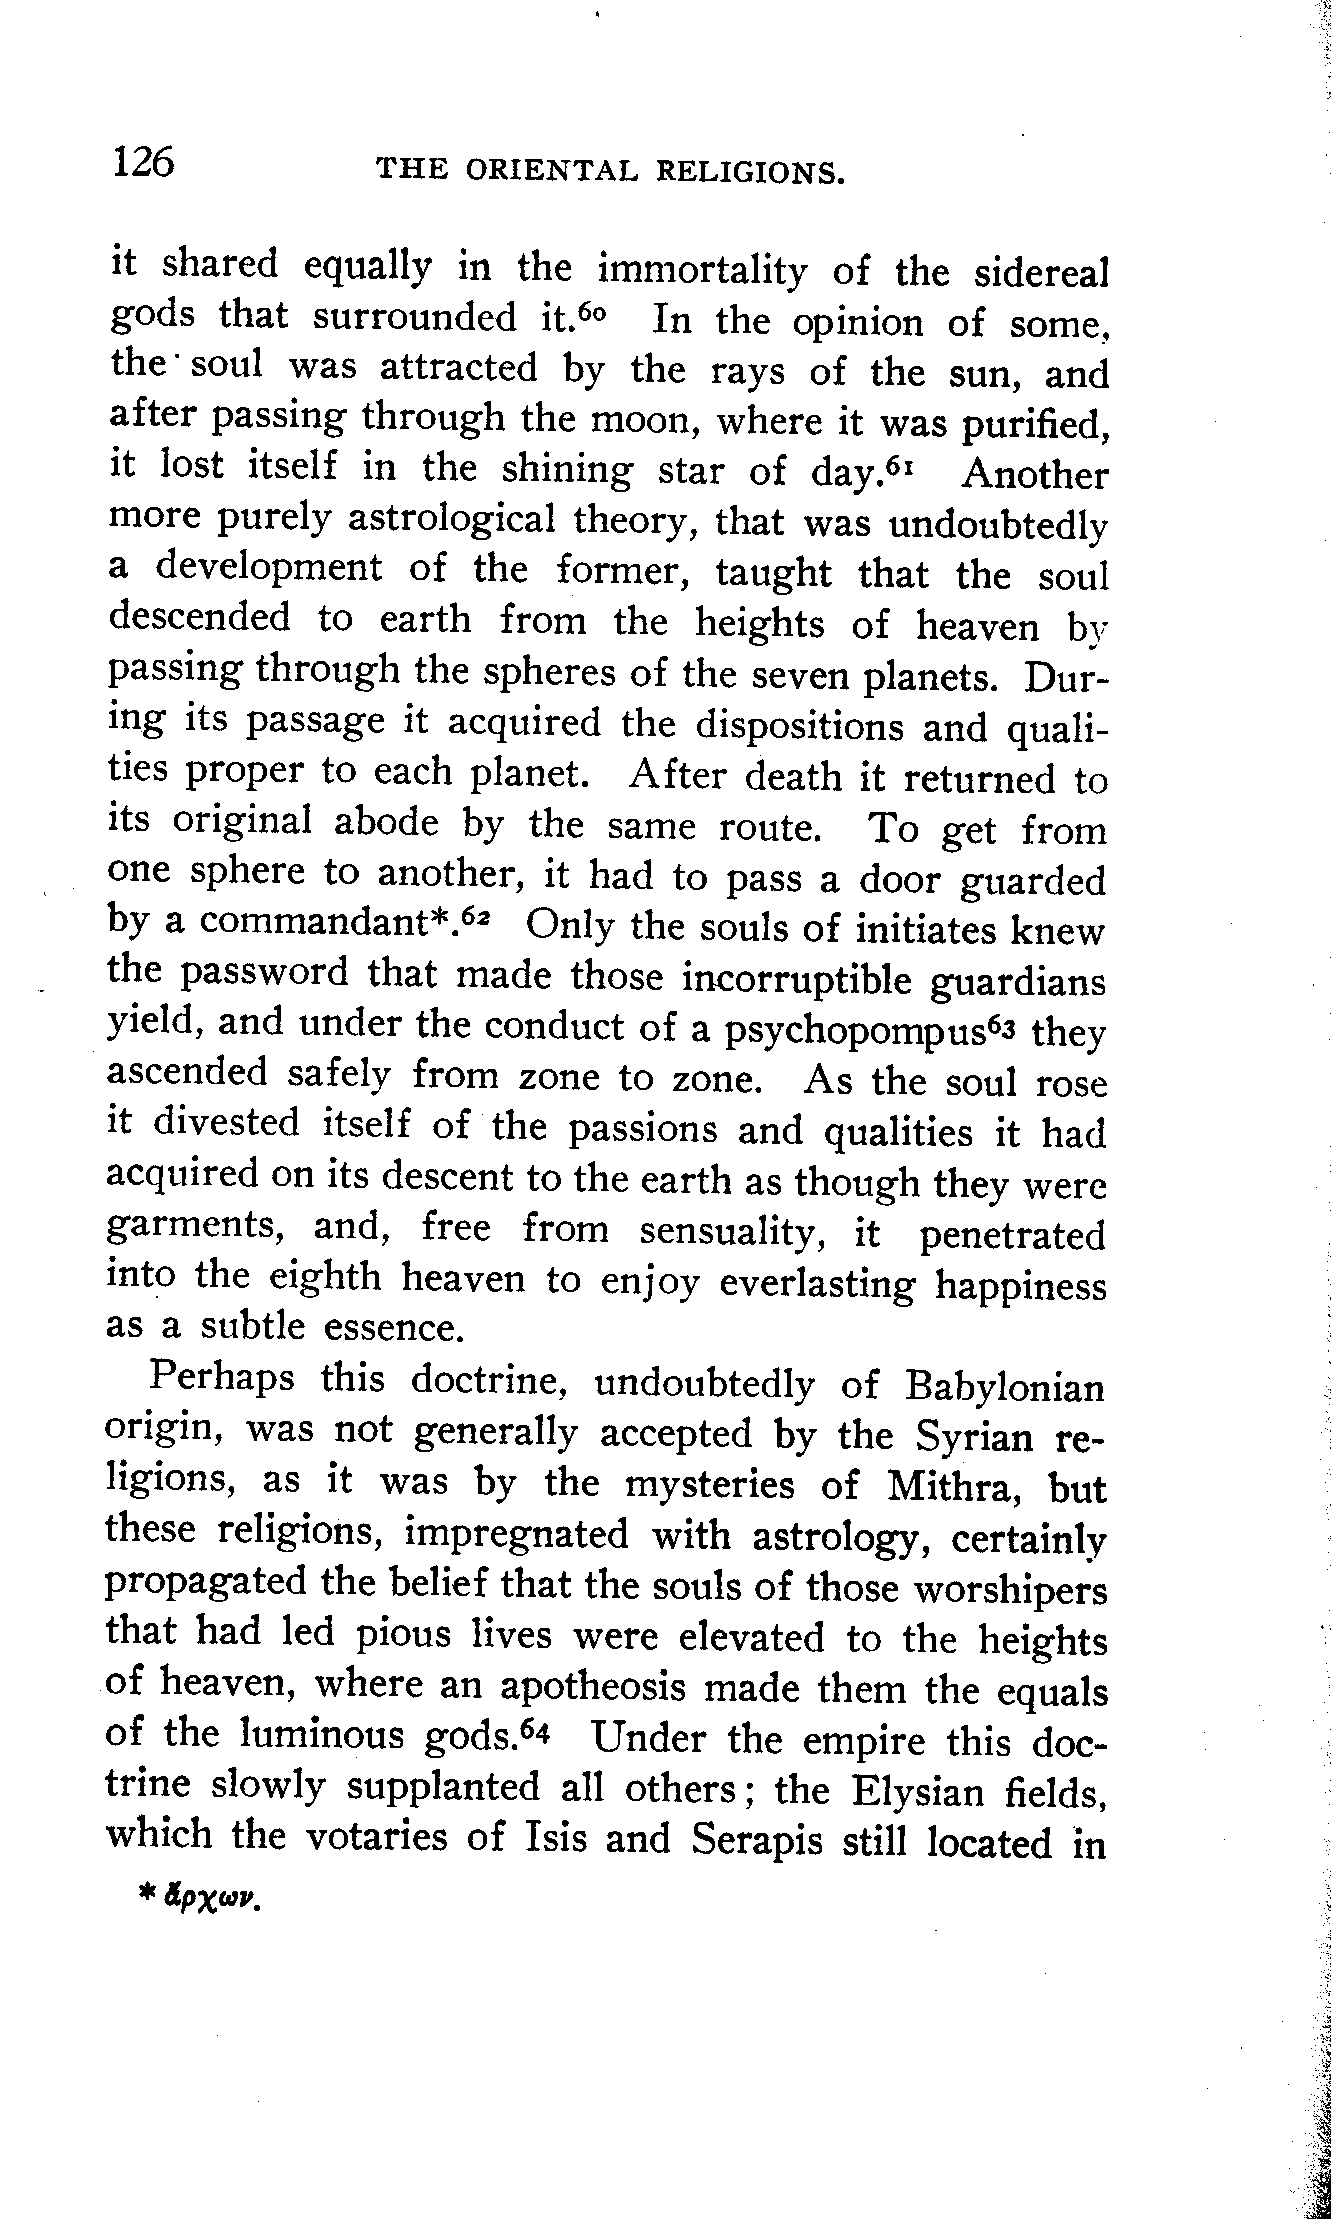 126 THE ORIENTAL RELIGIONS.
it shared equally in the immortality of the sidereal
gods that surrounded it.⁶⁰ In the opinion of some,
the soul was attracted by the rays of the sun, and
after passing through the moon, where it was purified,
it lost itself in the shining star of day.⁶¹ Another
more purely astrological theory, that was undoubtedly
a development of the former, taught that the soul
descended to earth from the heights of heaven by
passing through the spheres of the seven planets. Dur-
ing its passage it acquired the dispositions and quali-
ties proper to each planet. After death it returned to
its original abode by the same route. To get from
one sphere to another, it had to pass a door guarded
by a commandant*.⁶² Only the souls of initiates knew
the password that made those incorruptible guardians
yield, and under the conduct of a psychopompus⁶³ they
ascended safely from zone to zone. As the soul rose
it divested itself of the passions and qualities it had
acquired on its descent to the earth as though they were
garments, and, free from sensuality, it penetrated
into the eighth heaven to enjoy everlasting happiness
as a subtle essence.
Perhaps this doctrine, undoubtedly of Babylonian
origin, was not generally accepted by the Syrian re-
ligions, as it was by the mysteries of Mithra, but
these religions, impregnated with astrology, certainly
propagated the belief that the souls of those worshipers
that had led pious lives were elevated to the heights
of heaven, where an apotheosis made them the equals
of the luminous gods.⁶⁴ Under the empire this doc-
trine slowly supplanted all others; the Elysian fields,
which the votaries of Isis and Serapis still located in
* ἄρχων.